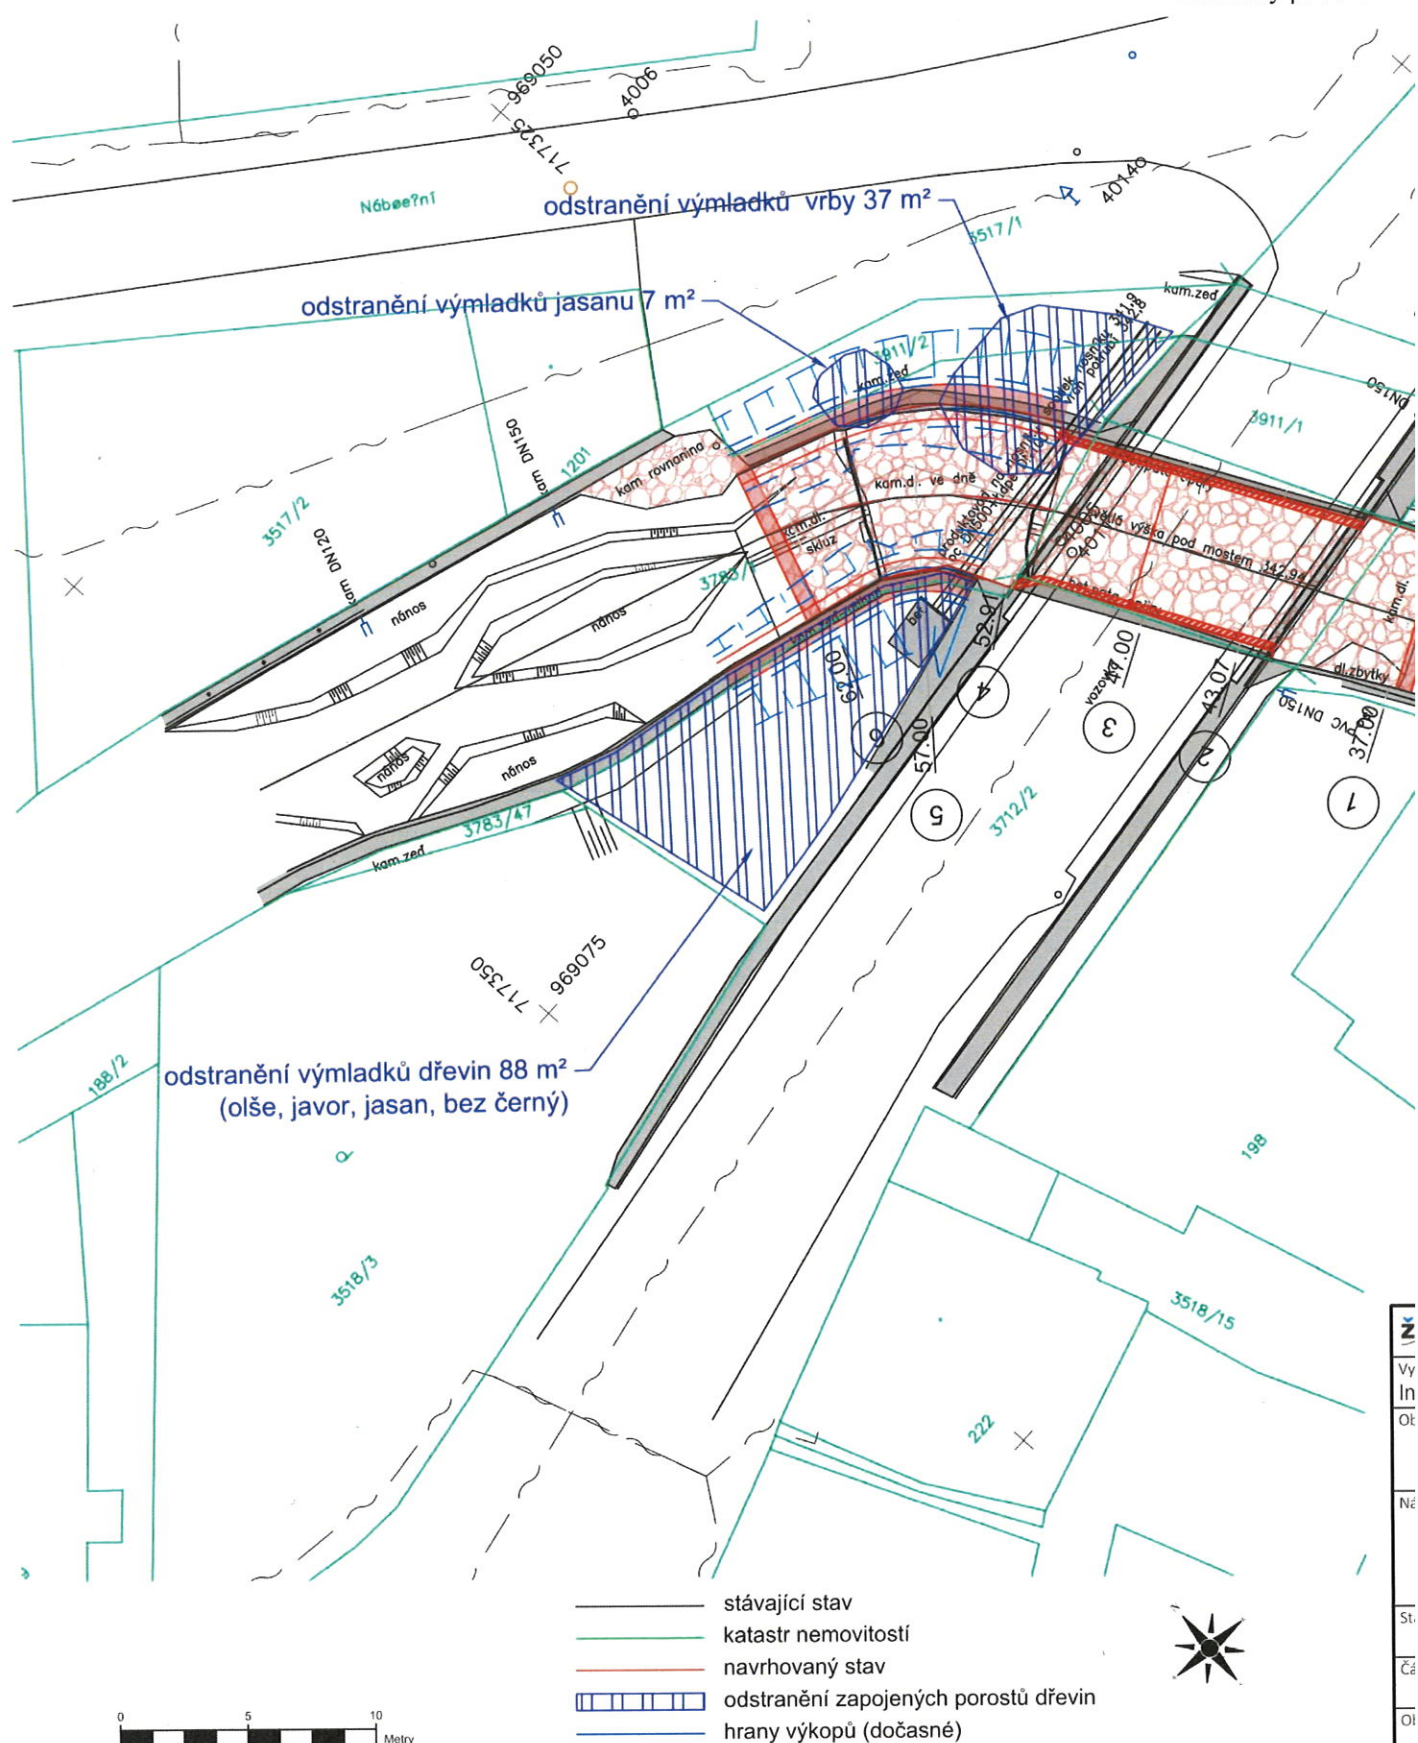 969050
717325
4006
Nábøe?ní
odstranění výmladků vrby 37 m²
40140
3517/1
odstranění výmladků jasanu 7 m²
kam.zeď
3911/2
kam.zeď
DN150
3911/1
kam DN150
1201
kam rovnanina
kam.d. ve dně
3517/2
kam DN120
skluz
výška pod mostem 342,94
kam.dl.
nános
nános
52.91
62.00
vozovka
47.00
43.07
dl.zbytky
PVC DN150
37.00
57.00
6
4
3
2
1
5
nános
nános
3783/47
kam.zeď
3712/2
717350
969075
188/2
odstranění výmladků dřevin 88 m²
(olše, javor, jasan, bez černý)
198
3518/3
3518/15
222
stávající stav
katastr nemovitostí
navrhovaný stav
odstranění zapojených porostů dřevin
hrany výkopů (dočasné)
0 5 10
Metry